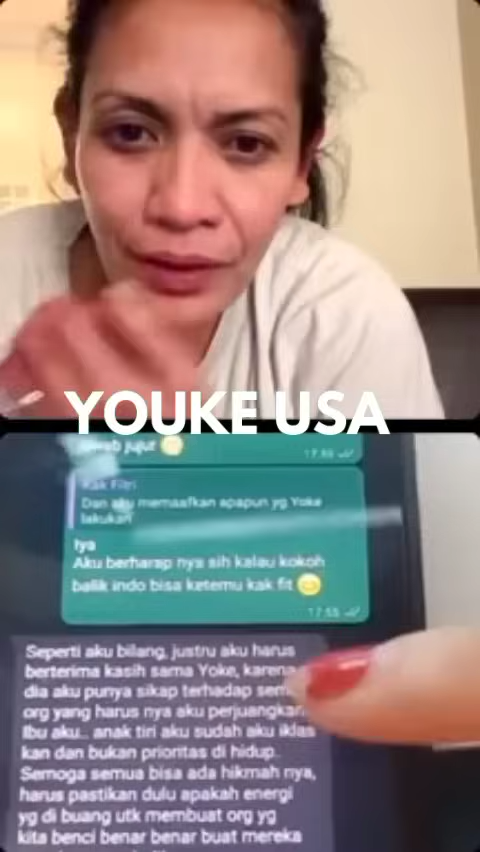 YOUKE USA
jujur
17.55
Kak Fitri
Dan aku memaafkan apapun yg Yoke
lakukan
Iya
Aku berharap nya sih kalau kokoh
balik indo bisa ketemu kak fit 😊
17.55
Seperti aku bilang, justru aku harus
berterima kasih sama Yoke, karena
dia aku punya sikap terhadap
org yang harus nya aku perjuangkan
Ibu aku.. anak tiri aku sudah aku iklas
kan dan bukan prioritas di hidup.
Semoga semua bisa ada hikmah nya,
harus pastikan dulu apakah energi
yg di buang utk membuat org yg
kita benci benar benar buat mereka